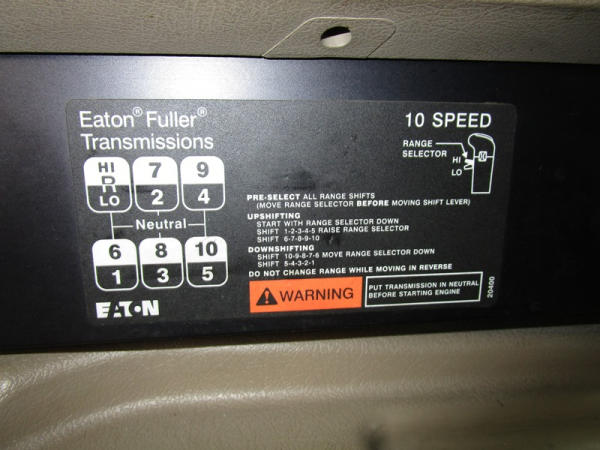 Eaton® Fuller®
Transmissions
10 SPEED
RANGE
SELECTOR
HI
LO
HI
R
LO
7
2
9
4
Neutral
6
1
8
3
10
5
PRE-SELECT ALL RANGE SHIFTS
(MOVE RANGE SELECTOR BEFORE MOVING SHIFT LEVER)
UPSHIFTING
START WITH RANGE SELECTOR DOWN
SHIFT 1-2-3-4-5 RAISE RANGE SELECTOR
SHIFT 6-7-8-9-10
DOWNSHIFTING
SHIFT 10-9-8-7-6 MOVE RANGE SELECTOR DOWN
SHIFT 5-4-3-2-1
DO NOT CHANGE RANGE WHILE MOVING IN REVERSE
WARNING
PUT TRANSMISSION IN NEUTRAL
BEFORE STARTING ENGINE
20400
EATON